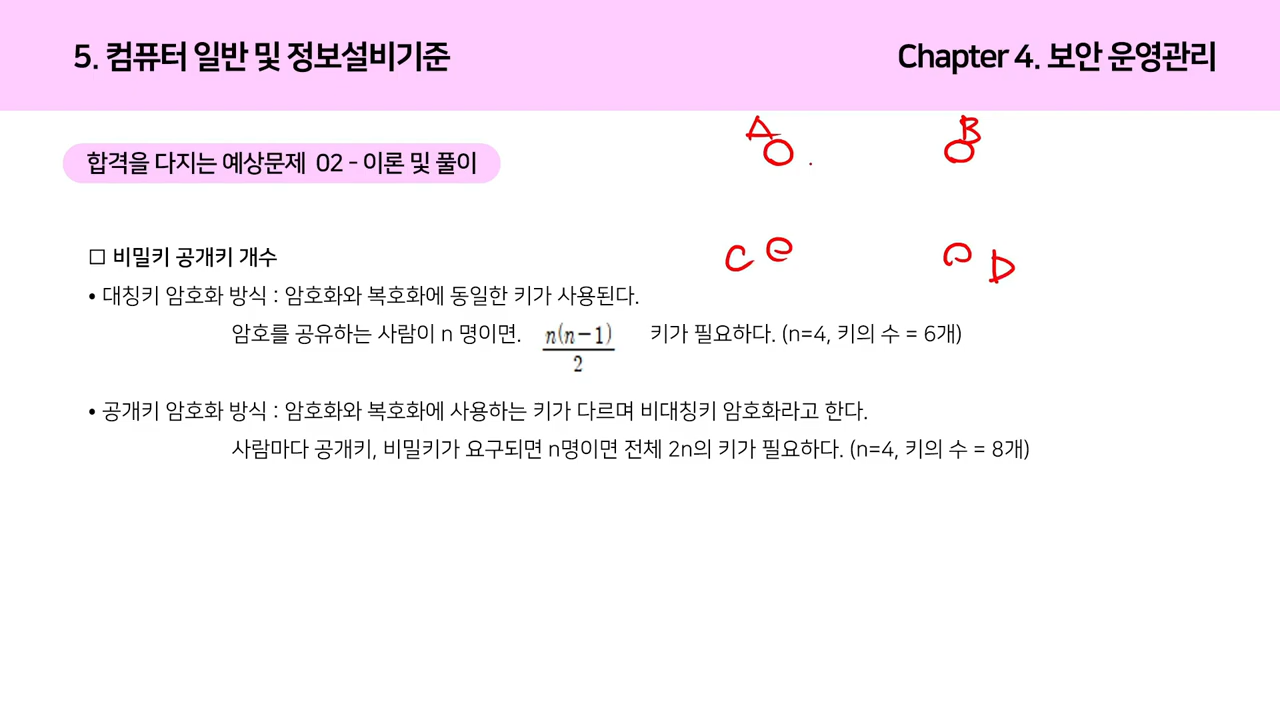 5. 컴퓨터 일반 및 정보설비기준
Chapter 4. 보안 운영관리
A
B
합격을 다지는 예상문제 02 - 이론 및 풀이
C
D
□ 비밀키 공개키 개수
• 대칭키 암호화 방식 : 암호화와 복호화에 동일한 키가 사용된다.
암호를 공유하는 사람이 n 명이면. n(n-1)/2 키가 필요하다. (n=4, 키의 수 = 6개)
• 공개키 암호화 방식 : 암호화와 복호화에 사용하는 키가 다르며 비대칭키 암호화라고 한다.
사람마다 공개키, 비밀키가 요구되면 n명이면 전체 2n의 키가 필요하다. (n=4, 키의 수 = 8개)